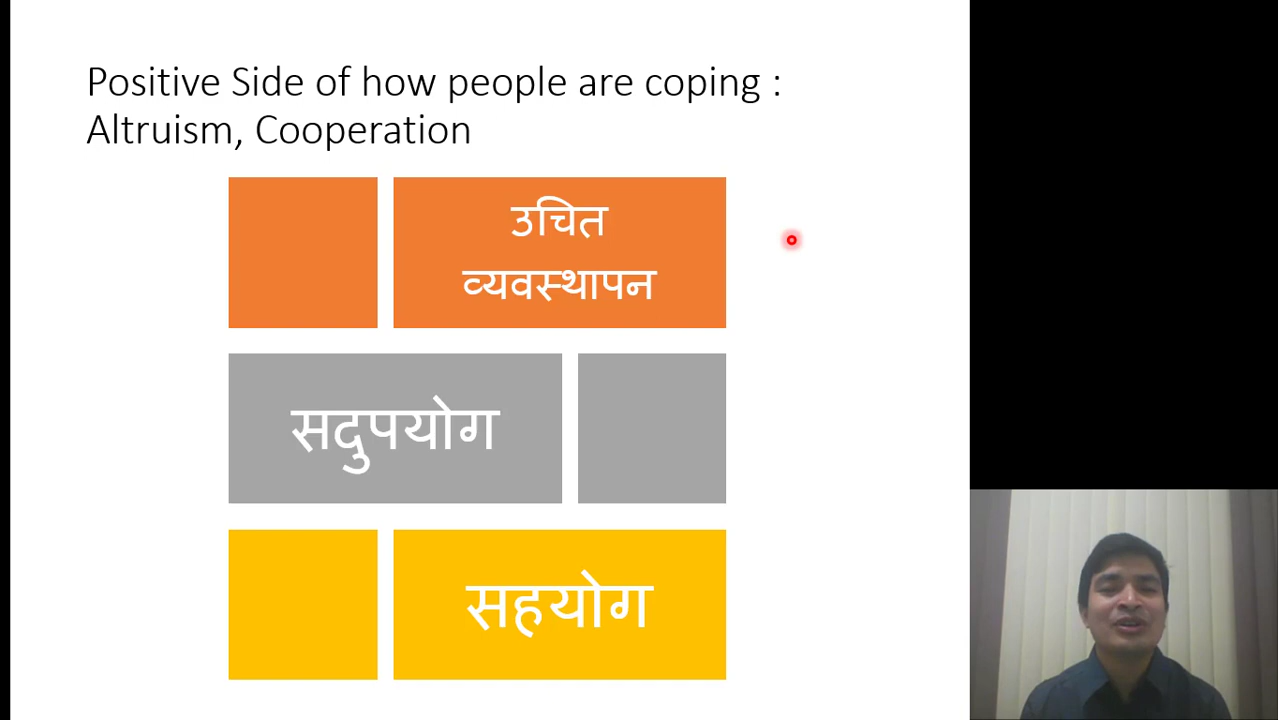 Positive Side of how people are coping :
Altruism, Cooperation
उचित
व्यवस्थापन
सदुपयोग
सहयोग